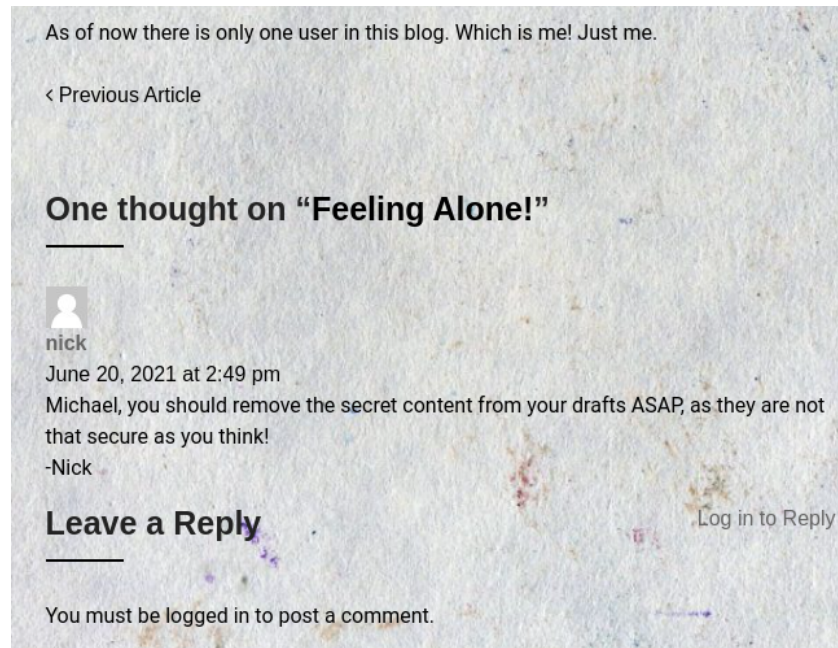 As of now there is only one user in this blog. Which is me! Just me.
‹ Previous Article
One thought on “Feeling Alone!”
nick
June 20, 2021 at 2:49 pm
Michael, you should remove the secret content from your drafts ASAP, as they are not
that secure as you think!
-Nick
Leave a Reply
Log in to Reply
You must be logged in to post a comment.